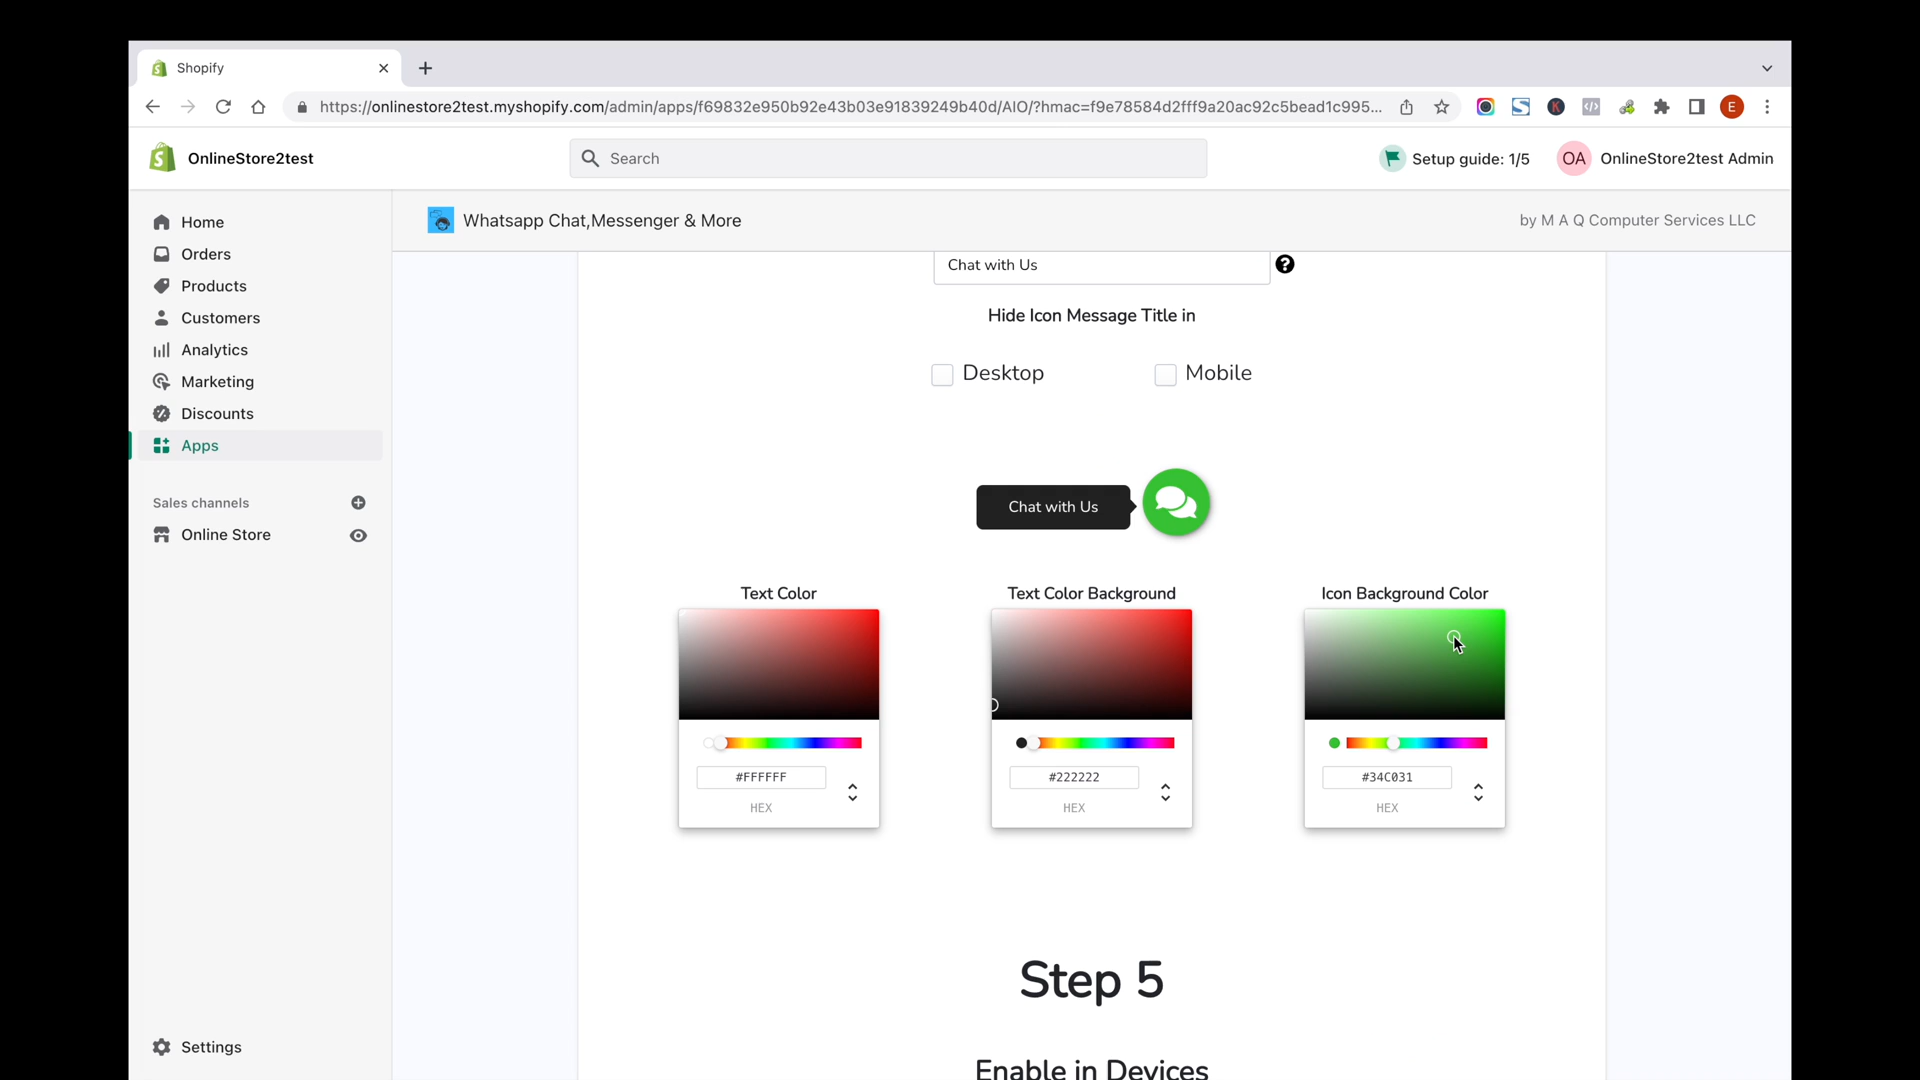 Shopify
https://onlinestore2test.myshopify.com/admin/apps/f69832e950b92e43b03e91839249b40d/AIO/?hmac=f9e78584d2fff9a20ac92c5bead1c995...
E
OnlineStore2test
Search
Setup guide: 1/5
OA
OnlineStore2test Admin
Home
Orders
Products
Customers
Analytics
Marketing
Discounts
Apps
Sales channels
Online Store
Settings
Whatsapp Chat,Messenger & More
by M A Q Computer Services LLC
Chat with Us
Hide Icon Message Title in
Desktop
Mobile
Chat with Us
Text Color
Text Color Background
Icon Background Color
#FFFFFF
#222222
#34C031
HEX
HEX
HEX
Step 5
Enable in Devices